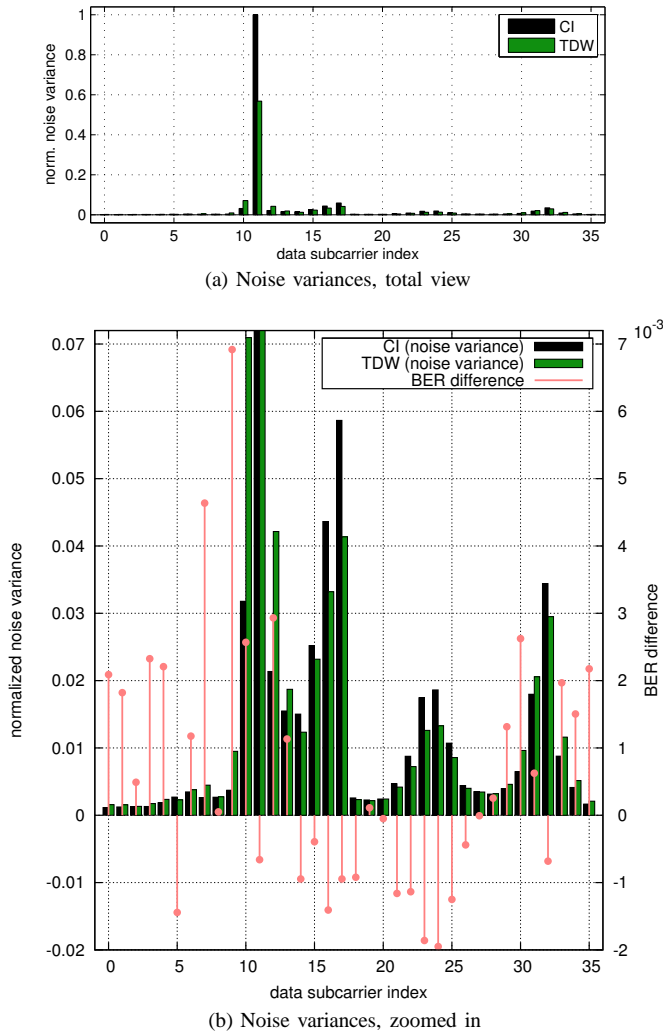 1
0.8
0.6
0.4
0.2
0
norm. noise variance
CI
TDW
0 5 10 15 20 25 30 35
data subcarrier index
(a) Noise variances, total view
0.07
0.06
0.05
0.04
0.03
0.02
0.01
0
-0.01
-0.02
normalized noise variance
CI (noise variance)
TDW (noise variance)
BER difference
7 10-3
6
5
4
3
2
1
0
-1
-2
BER difference
0 5 10 15 20 25 30 35
data subcarrier index
(b) Noise variances, zoomed in